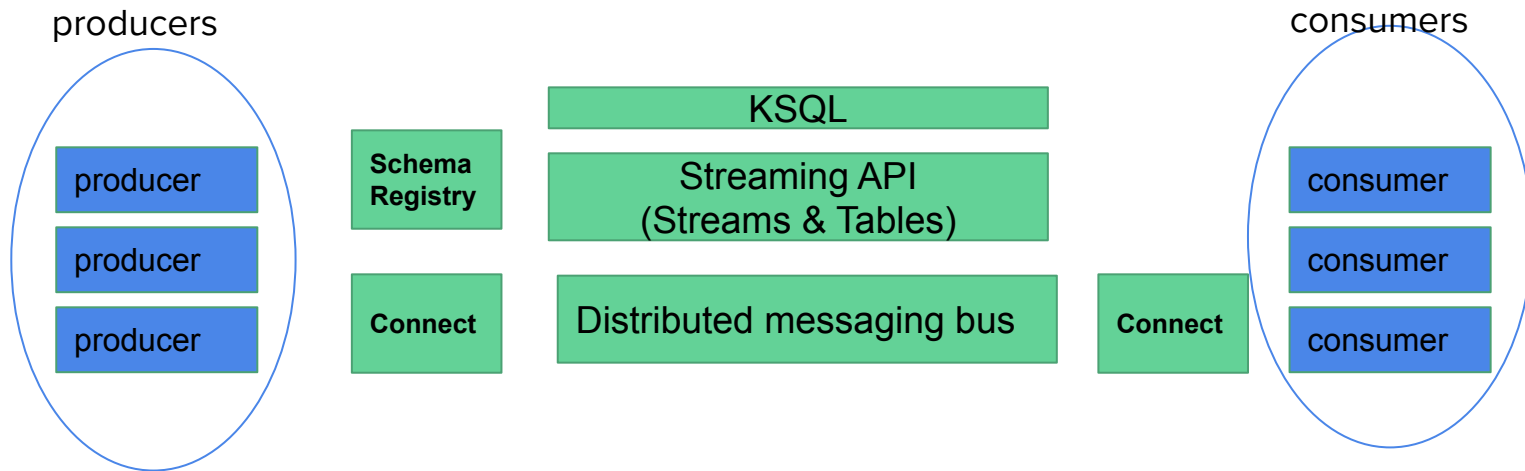 producers
consumers
KSQL
Schema
Registry
Streaming API
(Streams & Tables)
producer
producer
producer
Connect
Distributed messaging bus
Connect
consumer
consumer
consumer